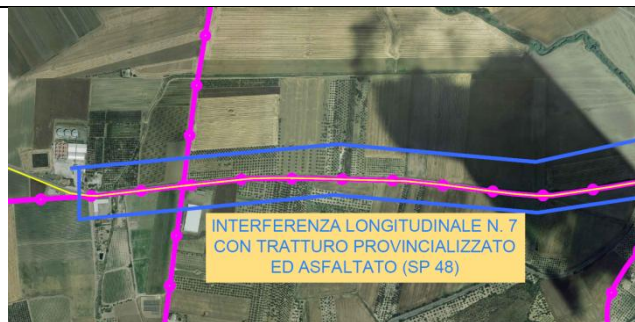 INTERFERENZA LONGITUDINALE N. 7
CON TRATTURO PROVINCIALIZZATO
ED ASFALTATO (SP 48)